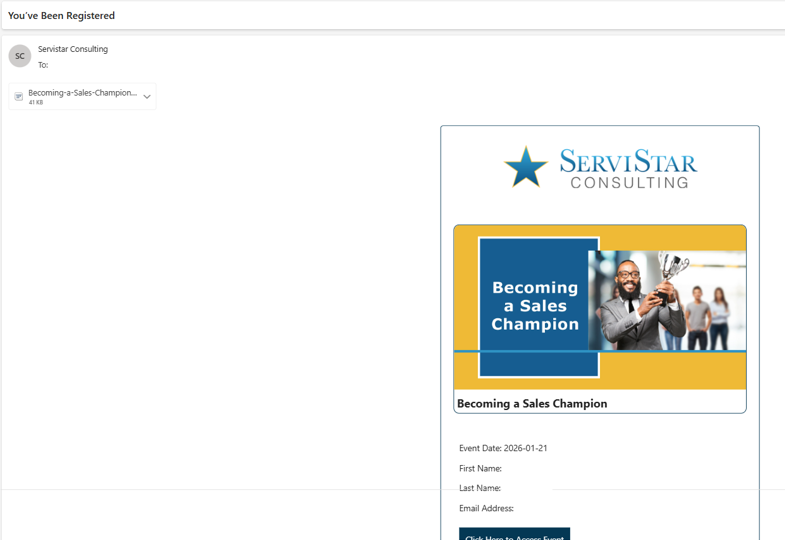 You've Been Registered
SC
Servistar Consulting
To:
Becoming-a-Sales-Champion...
41 KB
SERVISTAR
CONSULTING
Becoming
a Sales
Champion
Becoming a Sales Champion
Event Date: 2026-01-21
First Name:
Last Name:
Email Address:
Click Here to Access Event